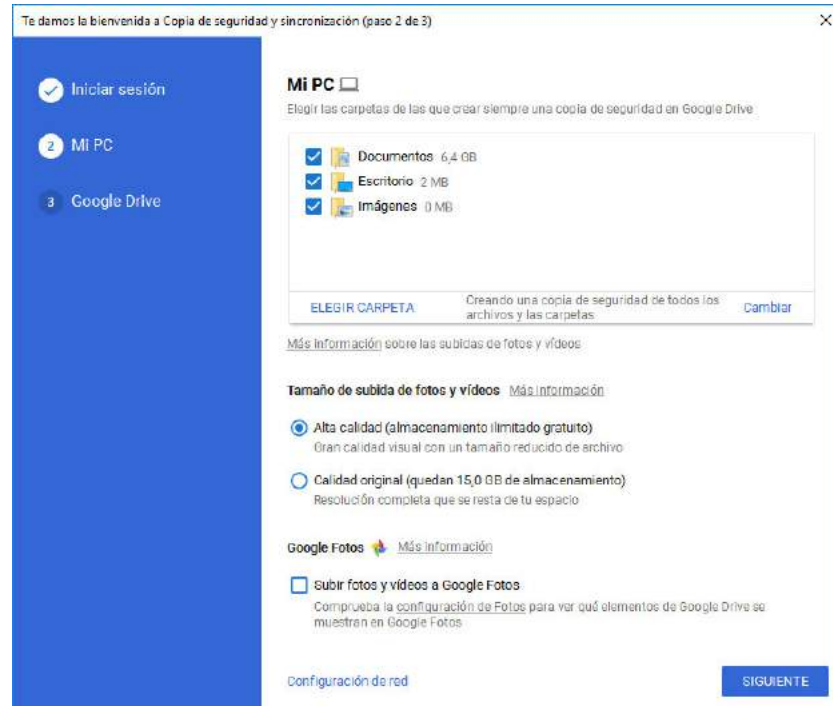 Te damos la bienvenida a Copia de seguridad y sincronización (paso 2 de 3)
Iniciar sesión
2 Mi PC
3 Google Drive
Mi PC
Elegir las carpetas de las que crear siempre una copia de seguridad en Google Drive
Documentos 6,4 GB
Escritorio 2 MB
Imágenes 0 MB
ELEGIR CARPETA
Creando una copia de seguridad de todos los
archivos y las carpetas
Cambiar
Más información sobre las subidas de fotos y vídeos
Tamaño de subida de fotos y vídeos Más información
Alta calidad (almacenamiento ilimitado gratuito)
Gran calidad visual con un tamaño reducido de archivo
Calidad original (quedan 15,0 GB de almacenamiento)
Resolución completa que se resta de tu espacio
Google Fotos Más información
Subir fotos y vídeos a Google Fotos
Comprueba la configuración de Fotos para ver qué elementos de Google Drive se
muestran en Google Fotos
Configuración de red
SIGUIENTE